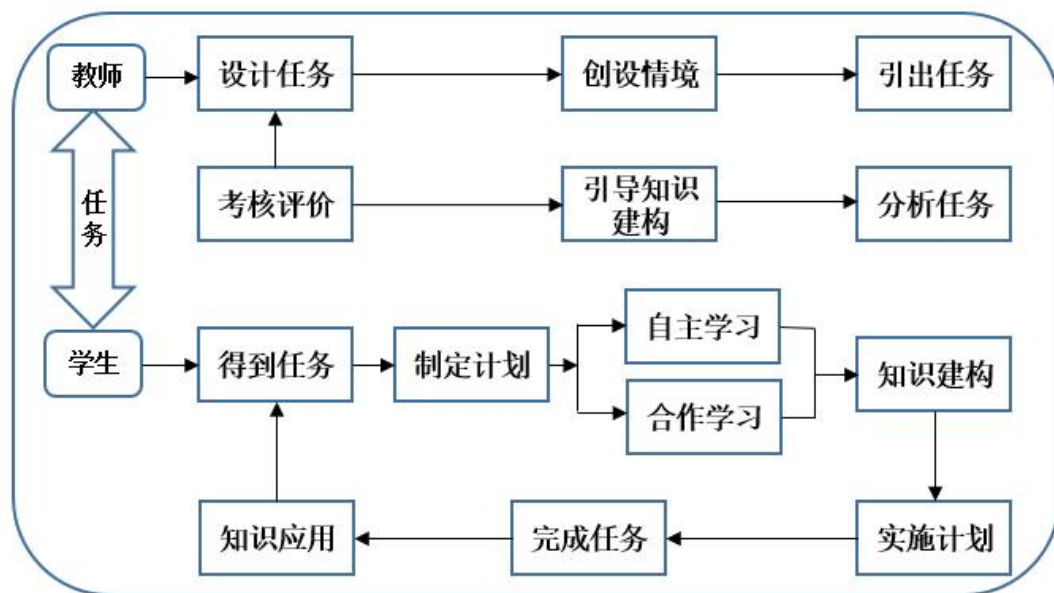 教师
设计任务
创设情境
引出任务
任务
考核评价
引导知识
建构
分析任务
学生
得到任务
制定计划
自主学习
合作学习
知识建构
知识应用
完成任务
实施计划